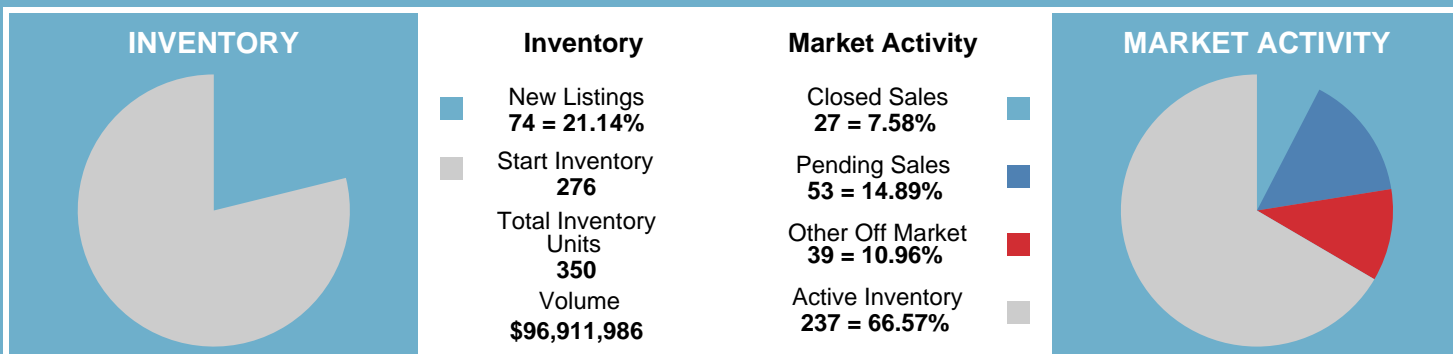 INVENTORY
Inventory
New Listings
74 = 21.14%
Start Inventory
276
Total Inventory
Units
350
Volume
$96,911,986
Market Activity
Closed Sales
27 = 7.58%
Pending Sales
53 = 14.89%
Other Off Market
39 = 10.96%
Active Inventory
237 = 66.57%
MARKET ACTIVITY